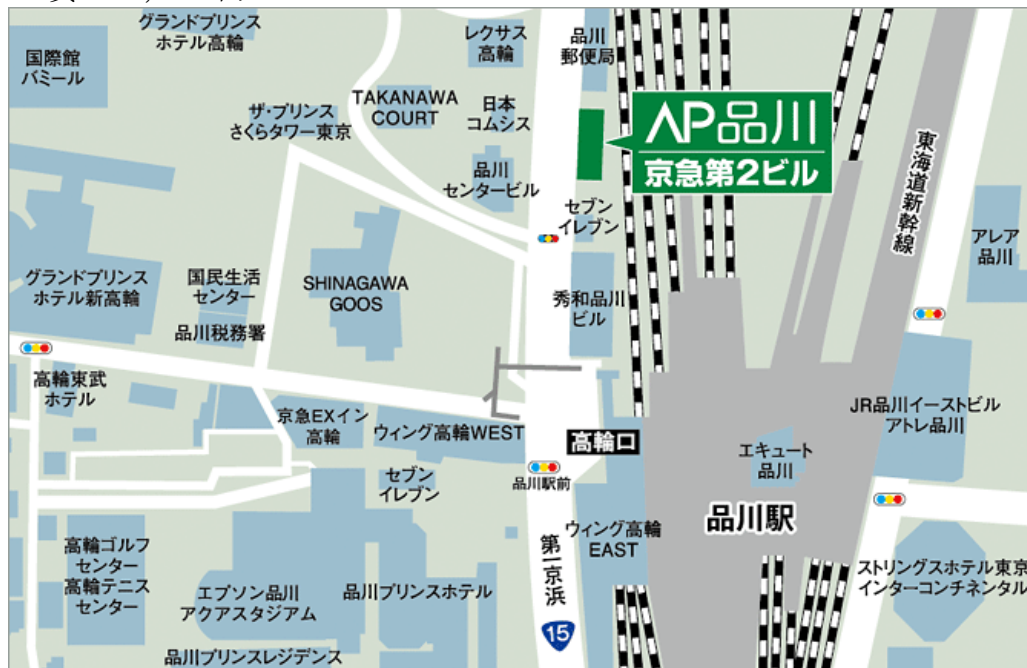 グランドプリンス
ホテル高輪
国際館
バミール
レクサス
高輪
品川
郵便局
TAKANAWA
COURT
ザ・プリンス
さくらタワー東京
日本
コムシス
AP品川
京急第2ビル
品川
センタービル
東海道新幹線
セブン
イレブン
アレア
品川
グランドプリンス
ホテル新高輪
国民生活
センター
SHINAGAWA
GOOS
秀和品川
ビル
品川税務署
高輪東武
ホテル
京急EXイン
高輪
ウィング高輪WEST
高輪口
JR品川イーストビル
アトレ品川
エキュート
品川
セブン
イレブン
品川駅前
品川駅
ウィング高輪
EAST
第一京浜
15
高輪ゴルフ
センター
高輪テニス
センター
エプソン品川
アクアスタジアム
品川プリンスホテル
ストリングスホテル東京
インターコンチネンタル
品川プリンスレジデンス